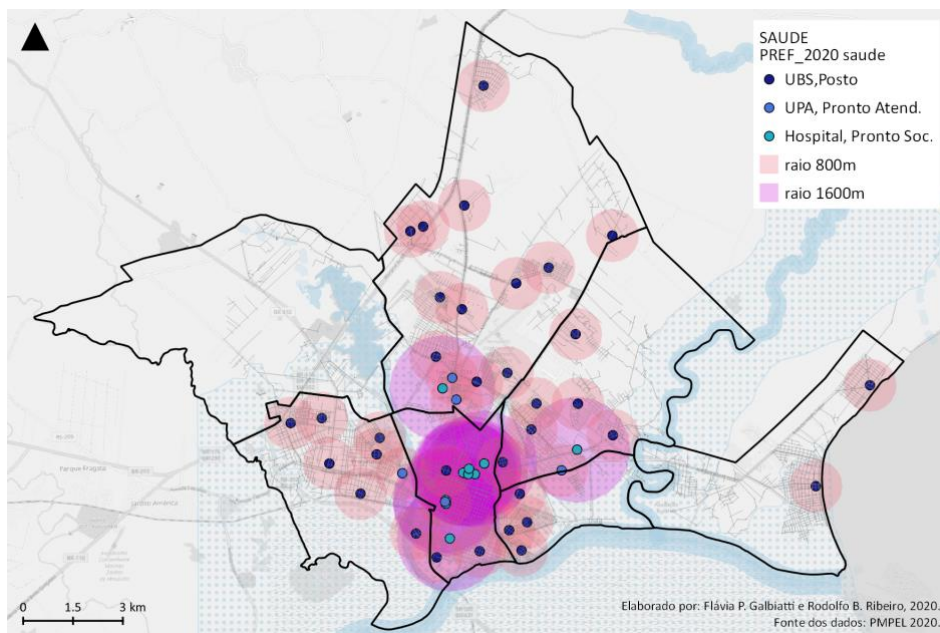 SAUDE
PREF_2020 saude
UBS,Posto
UPA, Pronto Atend.
Hospital, Pronto Soc.
raio 800m
raio 1600m
Parque Fragata
0 1.5 3 km
Elaborado por: Flávia P. Galbiatti e Rodolfo B. Ribeiro, 2020.
Fonte dos dados: PMPEL 2020.